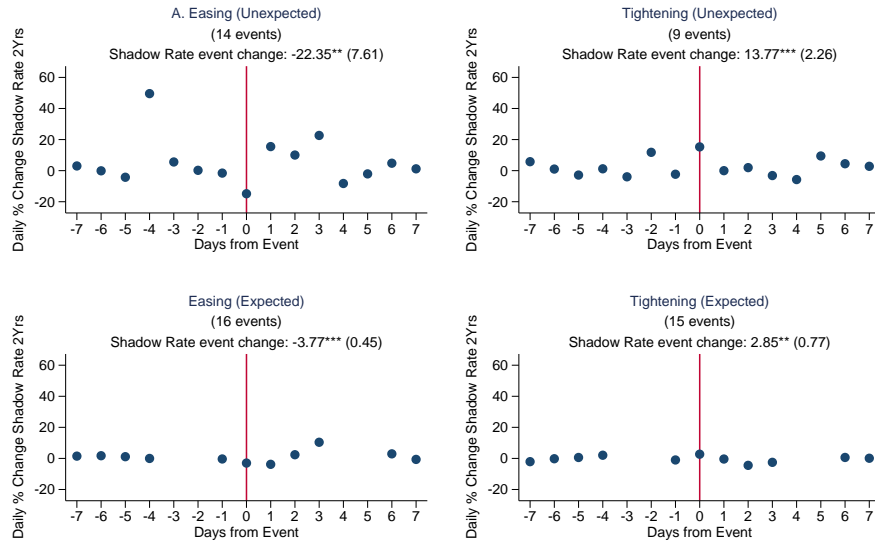 A. Easing (Unexpected)
(14 events)
Shadow Rate event change: -22.35** (7.61)
Daily % Change Shadow Rate 2Yrs
60
40
20
0
-20
-7 -6 -5 -4 -3 -2 -1 0 1 2 3 4 5 6 7
Days from Event
Tightening (Unexpected)
(9 events)
Shadow Rate event change: 13.77*** (2.26)
Daily % Change Shadow Rate 2Yrs
60
40
20
0
-20
-7 -6 -5 -4 -3 -2 -1 0 1 2 3 4 5 6 7
Days from Event
Easing (Expected)
(16 events)
Shadow Rate event change: -3.77*** (0.45)
Daily % Change Shadow Rate 2Yrs
60
40
20
0
-20
-7 -6 -5 -4 -3 -2 -1 0 1 2 3 4 5 6 7
Days from Event
Tightening (Expected)
(15 events)
Shadow Rate event change: 2.85** (0.77)
Daily % Change Shadow Rate 2Yrs
60
40
20
0
-20
-7 -6 -5 -4 -3 -2 -1 0 1 2 3 4 5 6 7
Days from Event